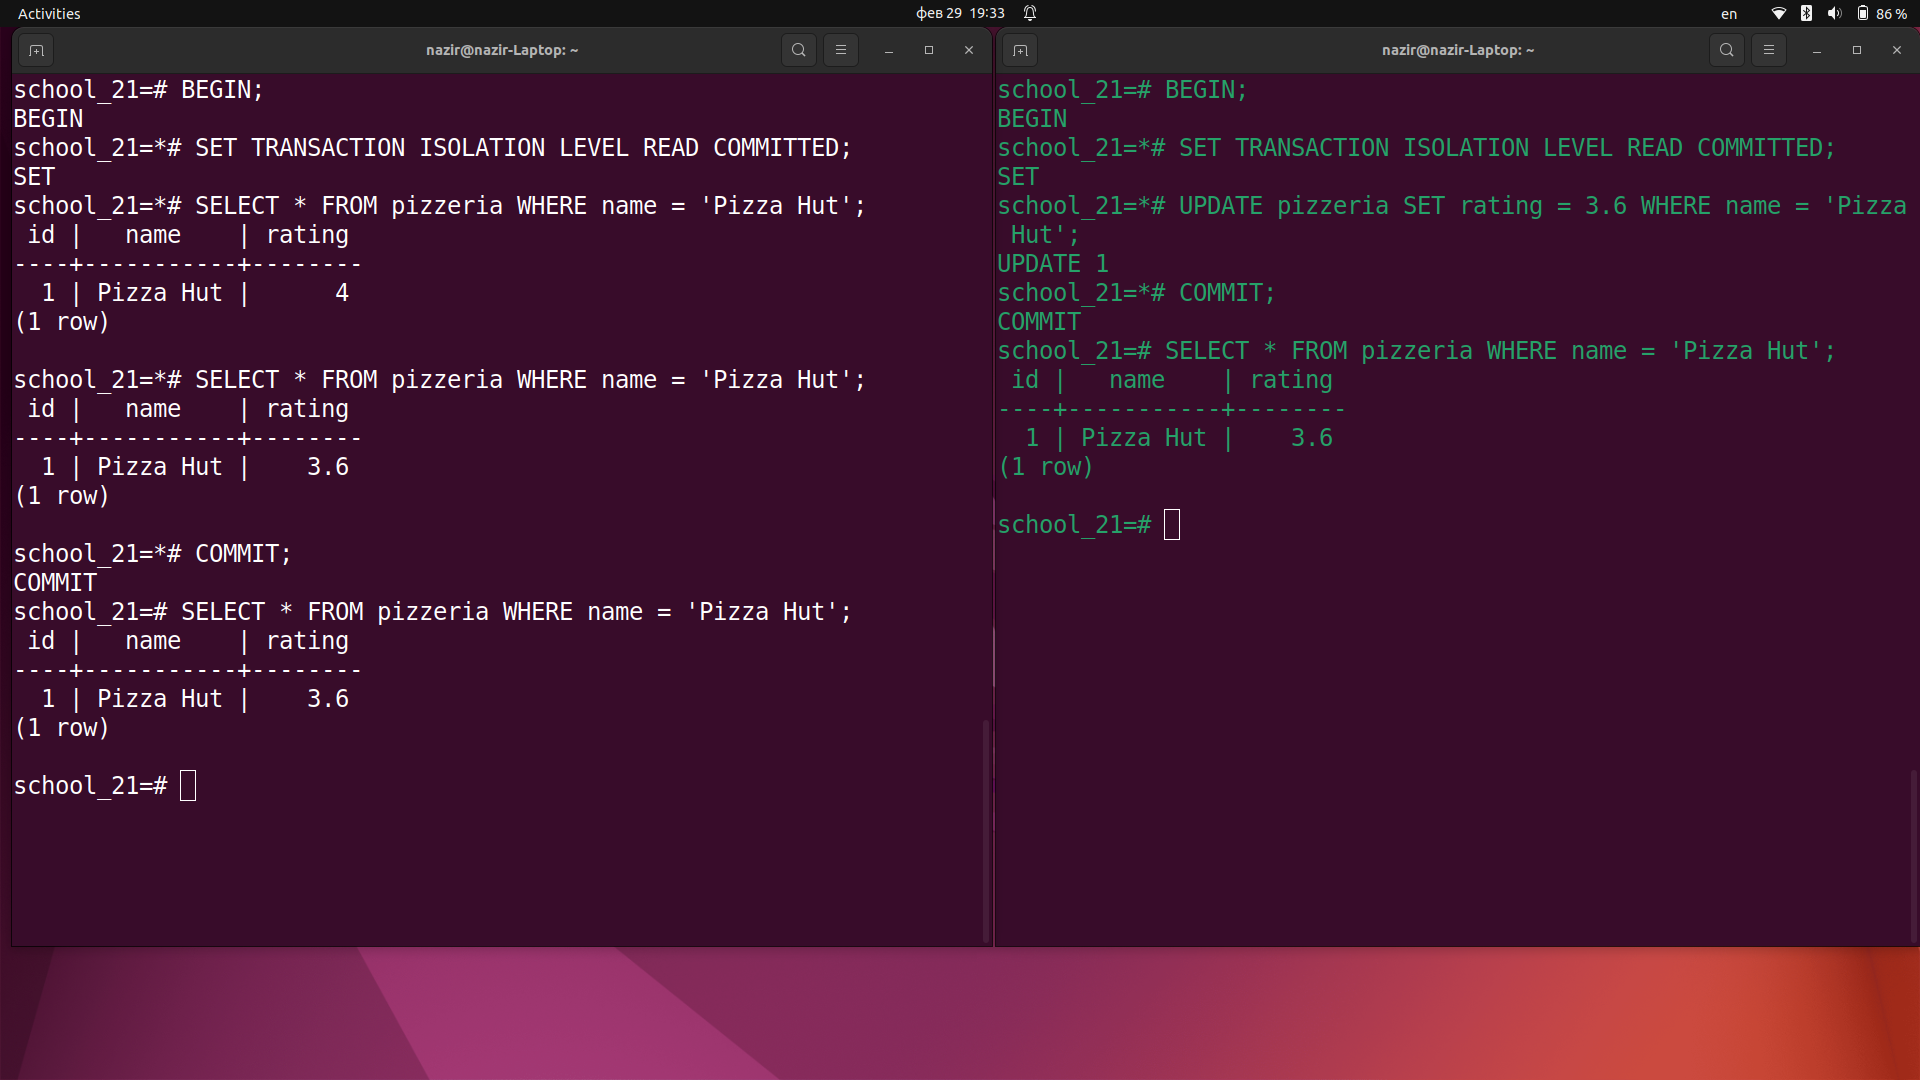 Activities
фев 29 19:33
en
86 %
nazir@nazir-Laptop: ~
school_21=# BEGIN;
BEGIN
school_21=*# SET TRANSACTION ISOLATION LEVEL READ COMMITTED;
SET
school_21=*# SELECT * FROM pizzeria WHERE name = 'Pizza Hut';
 id |   name    | rating
----+-----------+--------
  1 | Pizza Hut |      4
(1 row)

school_21=*# SELECT * FROM pizzeria WHERE name = 'Pizza Hut';
 id |   name    | rating
----+-----------+--------
  1 | Pizza Hut |    3.6
(1 row)

school_21=*# COMMIT;
COMMIT
school_21=# SELECT * FROM pizzeria WHERE name = 'Pizza Hut';
 id |   name    | rating
----+-----------+--------
  1 | Pizza Hut |    3.6
(1 row)

school_21=#
nazir@nazir-Laptop: ~
school_21=# BEGIN;
BEGIN
school_21=*# SET TRANSACTION ISOLATION LEVEL READ COMMITTED;
SET
school_21=*# UPDATE pizzeria SET rating = 3.6 WHERE name = 'Pizza
 Hut';
UPDATE 1
school_21=*# COMMIT;
COMMIT
school_21=# SELECT * FROM pizzeria WHERE name = 'Pizza Hut';
 id |   name    | rating
----+-----------+--------
  1 | Pizza Hut |    3.6
(1 row)

school_21=#